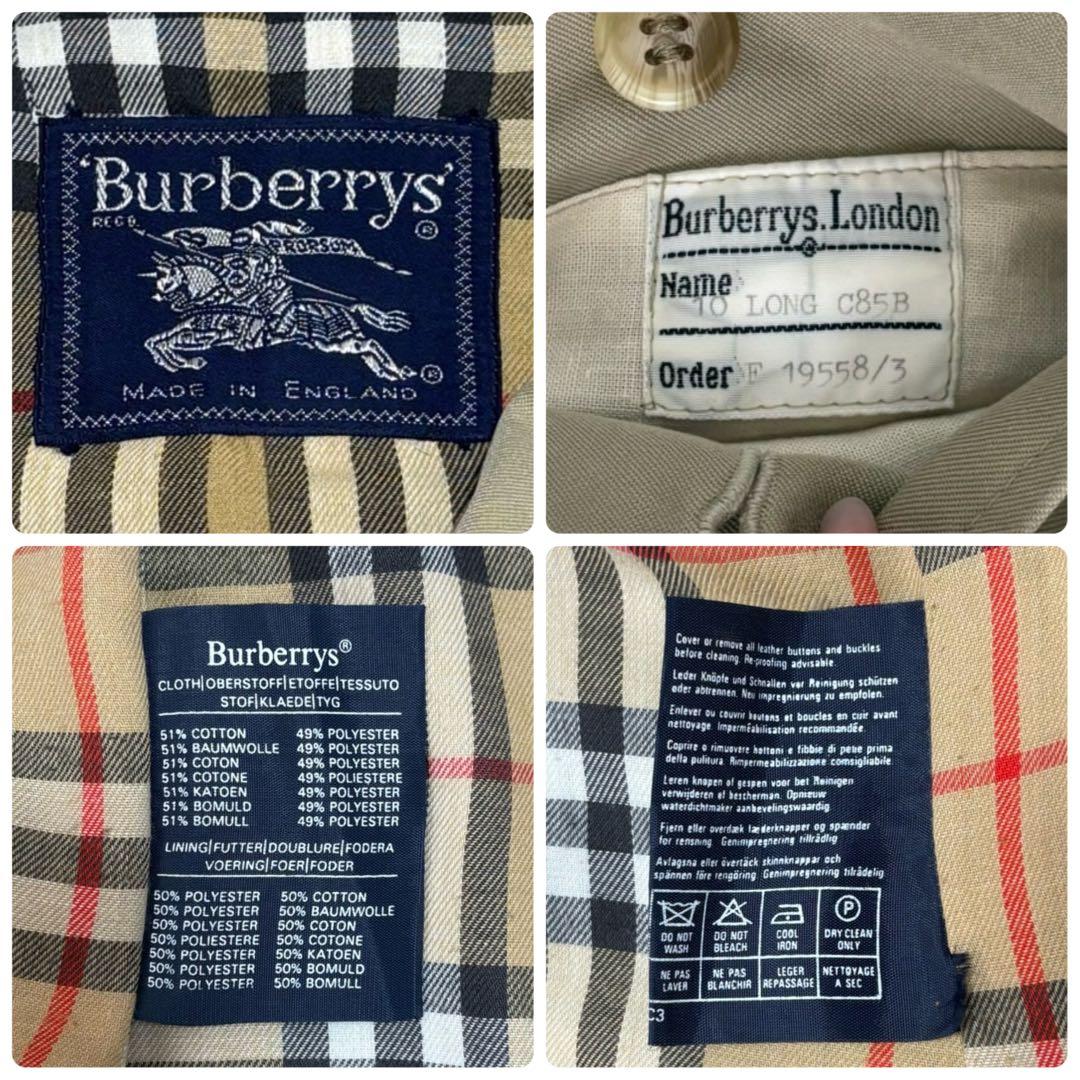 'Burberrys'
REGD.
PRORSUM
®
MADE IN ENGLAND ®
Burberrys.London
®
Name
10 LONG C85B
Order F 19558/3
Burberrys®
CLOTH|OBERSTOFF|ETOFFE|TESSUTO
STOF|KLAEDE|TYG
51% COTTON 49% POLYESTER
51% BAUMWOLLE 49% POLYESTER
51% COTON 49% POLYESTER
51% COTONE 49% POLIESTERE
51% KATOEN 49% POLYESTER
51% BOMULD 49% POLYESTER
51% BOMULL 49% POLYESTER
LINING|FUTTER|DOUBLURE|FODERA
VOERING|FOER|FODER
50% POLYESTER 50% COTTON
50% POLYESTER 50% BAUMWOLLE
50% POLYESTER 50% COTON
50% POLIESTERE 50% COTONE
50% POLYESTER 50% KATOEN
50% POLYESTER 50% BOMULD
50% POLYESTER 50% BOMULL
Cover or remove all leather buttons and buckles
before cleaning. Re-proofing advisable.
Leder Knöpfe und Schnallen vor Reinigung schützen
oder abtrennen. Neu impregnierung zu empfolen.
Enlever ou couvrir boutons et boucles en cuir avant
nettoyage. Imperméabilisation recommandée.
Coprire o rimuovere bottoni e fibbie di pelle prima
della pulitura. Rimpermeabilizzazione comsigliabile.
Leren knopen of gespen voor het Reinigen
verwijderen of bescherman. Opnieuw
waterdichtmaker aanbevelingswaardig.
Fjern eller overdæk læderknapper og spænder
for rensning. Genimpregnering tilrådlig
Avtagsna eller övertäck skinnknappar och
spännen före rengöring. Genimpregnering tilrådelig
DO NOT WASH
DO NOT BLEACH
COOL IRON
P
DRY CLEAN ONLY
NE PAS LAVER
NE PAS BLANCHIR
LEGER REPASSAGE
NETTOYAGE A SEC
C3